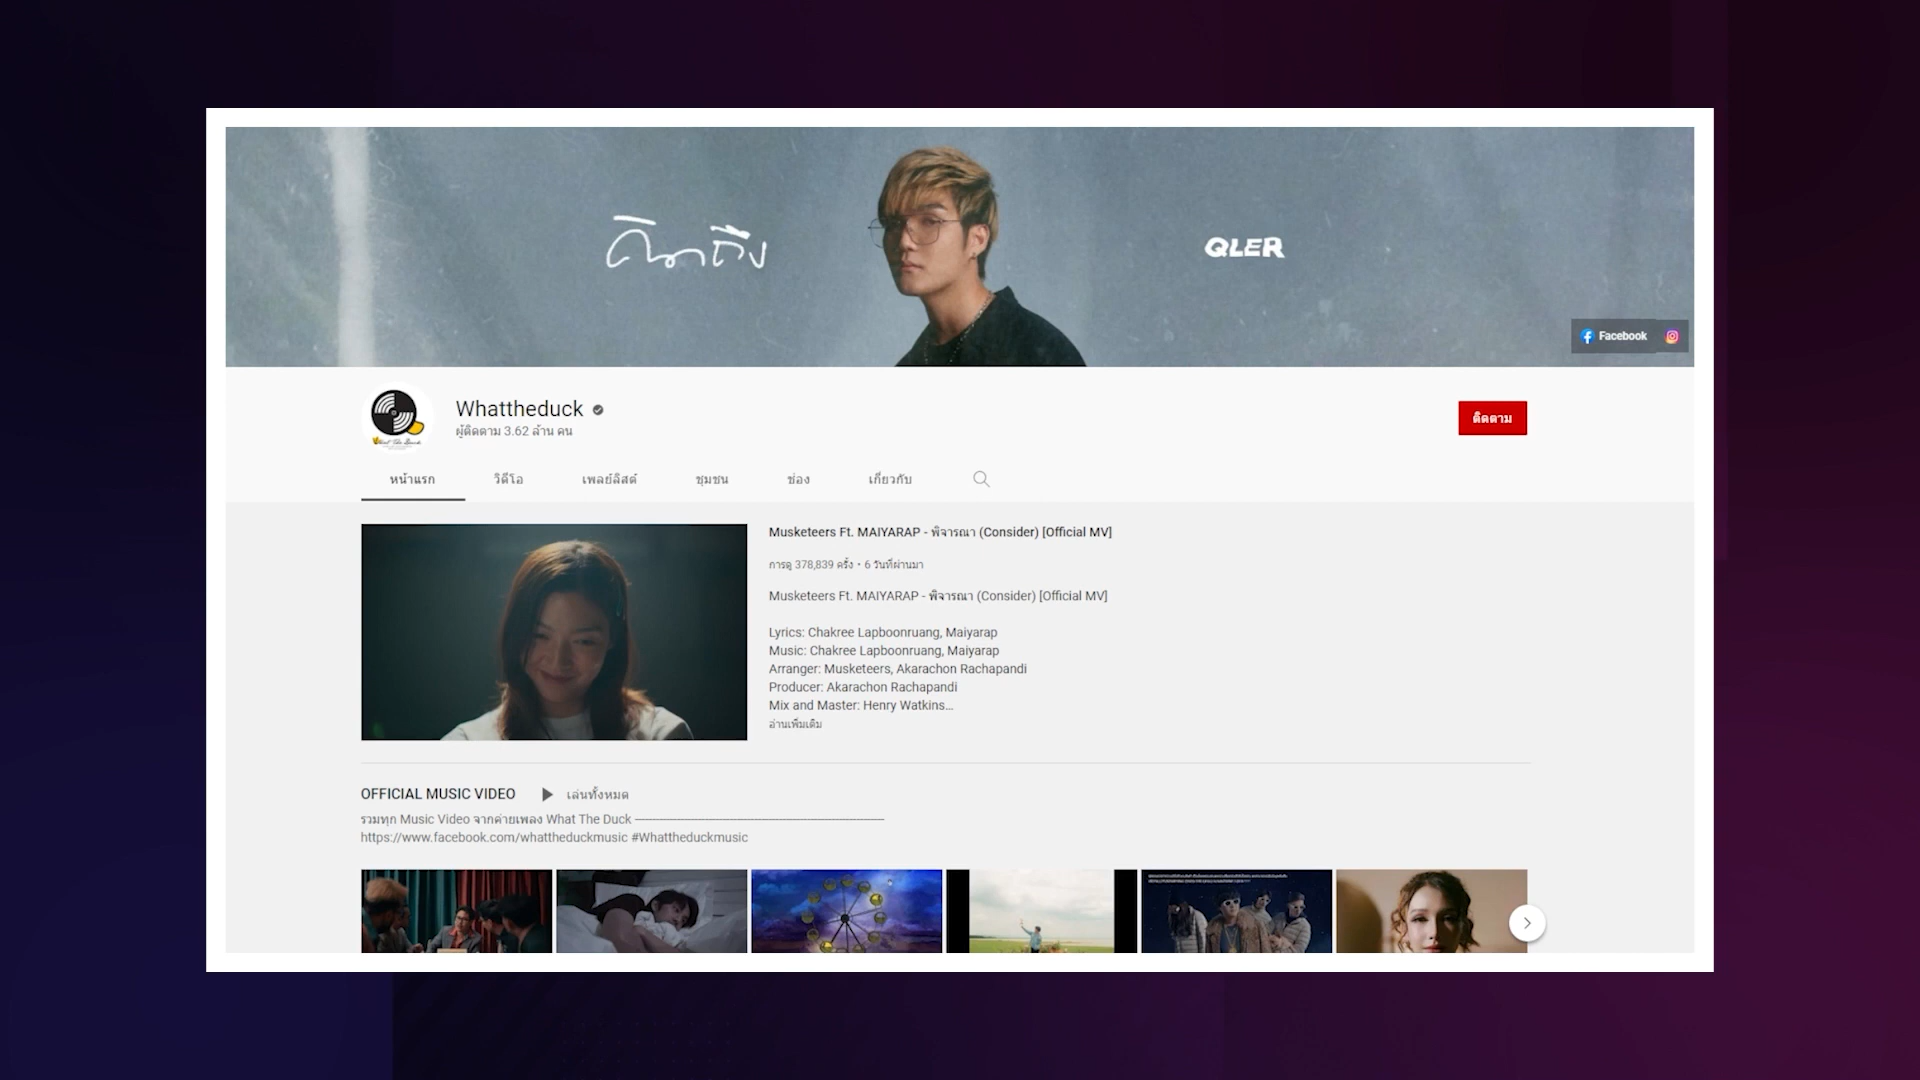 คิดถึง
QLER
Facebook
Whattheduck
ผู้ติดตาม 3.62 ล้าน คน
ติดตาม
หน้าแรก
วิดีโอ
เพลย์ลิสต์
ชุมชน
ช่อง
เกี่ยวกับ
Musketeers Ft. MAIYARAP - พิจารณา (Consider) [Official MV]
การดู 378,839 ครั้ง • 6 วันที่ผ่านมา
Musketeers Ft. MAIYARAP - พิจารณา (Consider) [Official MV]
Lyrics: Chakree Lapboonruang, Maiyarap
Music: Chakree Lapboonruang, Maiyarap
Arranger: Musketeers, Akarachon Rachapandi
Producer: Akarachon Rachapandi
Mix and Master: Henry Watkins...
อ่านเพิ่มเติม
OFFICIAL MUSIC VIDEO
เล่นทั้งหมด
รวมทุก Music Video จากค่ายเพลง What The Duck
https://www.facebook.com/whattheduckmusic #Whattheduckmusic